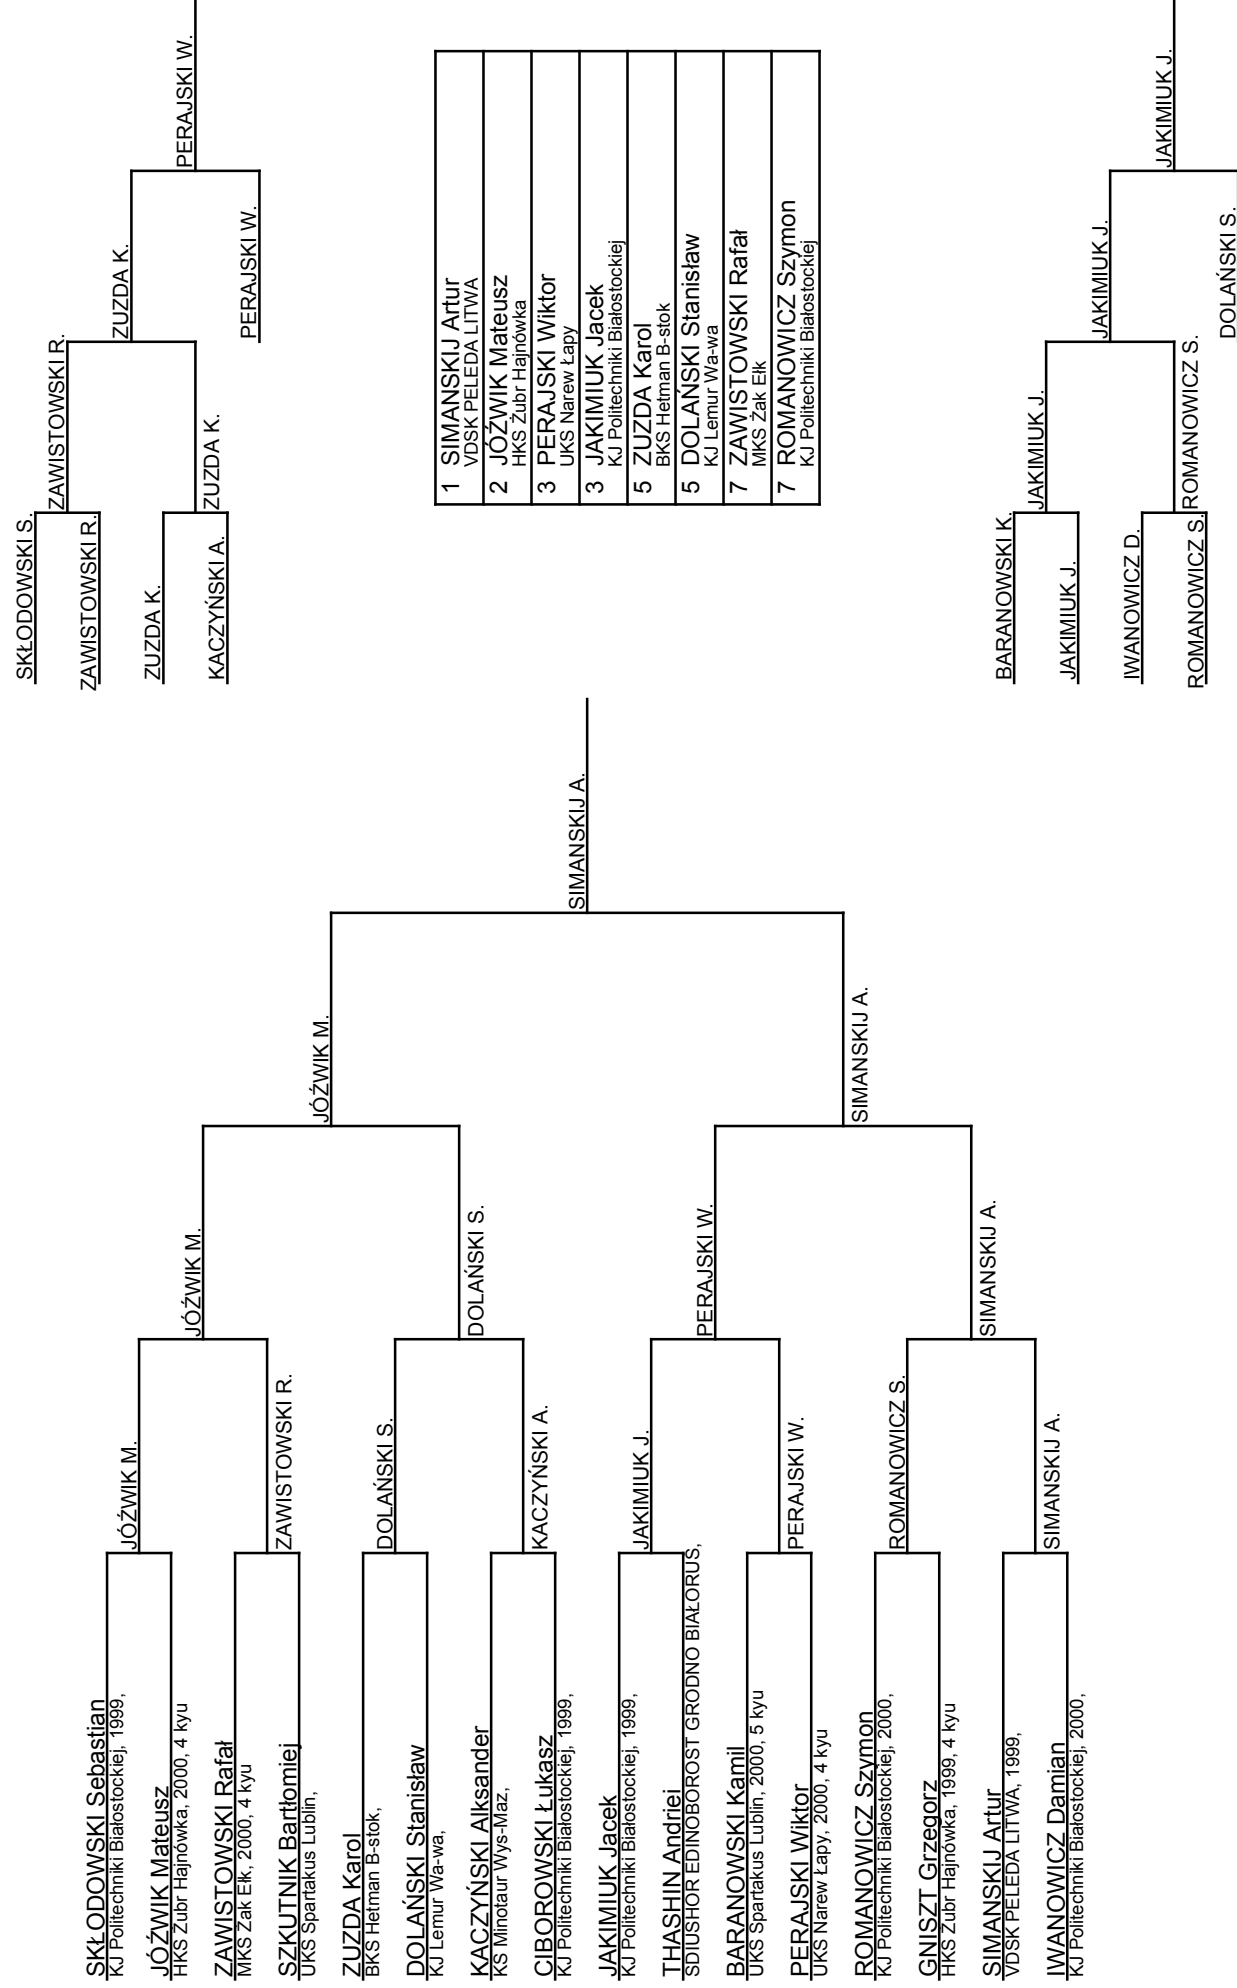 SKŁODOWSKI Sebastian
KJ Politechniki Białostockiej, 1999,
JÓŹWIK Mateusz
HKS Żubr Hajnówka, 2000, 4 kyu
ZAWISTOWSKI Rafał
MKS Żak Ełk, 2000, 4 kyu
SZKUTNIK Bartłomiej
UKS Spartakus Lublin,
ZUZDA Karol
BKS Hetman B-stok,
DOLAŃSKI Stanisław
KJ Lemur Wa-wa,
KACZYŃSKI Alksander
KS Minotaur Wys-Maz,
CIBOROWSKI Łukasz
KJ Politechniki Białostockiej, 1999,
JAKIMIUK Jacek
KJ Politechniki Białostockiej, 1999,
THASHIN Andriei
SDIUSHOR EDINOBOROST GRODNO BIAŁORUŚ,
BARANOWSKI Kamil
UKS Spartakus Lublin, 2000, 5 kyu
PERAJSKI Wiktor
UKS Narew Łapy, 2000, 4 kyu
ROMANOWICZ Szymon
KJ Politechniki Białostockiej, 2000,
GNISZT Grzegorz
HKS Żubr Hajnówka, 1999, 4 kyu
SIMANSKIJ Artur
VDSK PELEDA LITWA, 1999,
IWANOWICZ Damian
KJ Politechniki Białostockiej, 2000,
JÓŹWIK M.
ZAWISTOWSKI R.
DOLAŃSKI S.
KACZYŃSKI A.
JAKIMIUK J.
PERAJSKI W.
ROMANOWICZ S.
SIMANSKIJ A.
JÓŹWIK M.
DOLAŃSKI S.
PERAJSKI W.
SIMANSKIJ A.
JÓŹWIK M.
SIMANSKIJ A.
SIMANSKIJ A.
SKŁODOWSKI S.
ZAWISTOWSKI R.
ZUZDA K.
KACZYŃSKI A.
ZAWISTOWSKI R.
ZUZDA K.
ZUZDA K.
PERAJSKI W.
PERAJSKI W.
1 SIMANSKIJ Artur
VDSK PELEDA LITWA
2 JÓŹWIK Mateusz
HKS Żubr Hajnówka
3 PERAJSKI Wiktor
UKS Narew Łapy
3 JAKIMIUK Jacek
KJ Politechniki Białostockiej
5 ZUZDA Karol
BKS Hetman B-stok
5 DOLAŃSKI Stanisław
KJ Lemur Wa-wa
7 ZAWISTOWSKI Rafał
MKS Żak Ełk
7 ROMANOWICZ Szymon
KJ Politechniki Białostockiej
BARANOWSKI K.
JAKIMIUK J.
IWANOWICZ D.
ROMANOWICZ S.
JAKIMIUK J.
ROMANOWICZ S.
JAKIMIUK J.
DOLAŃSKI S.
JAKIMIUK J.